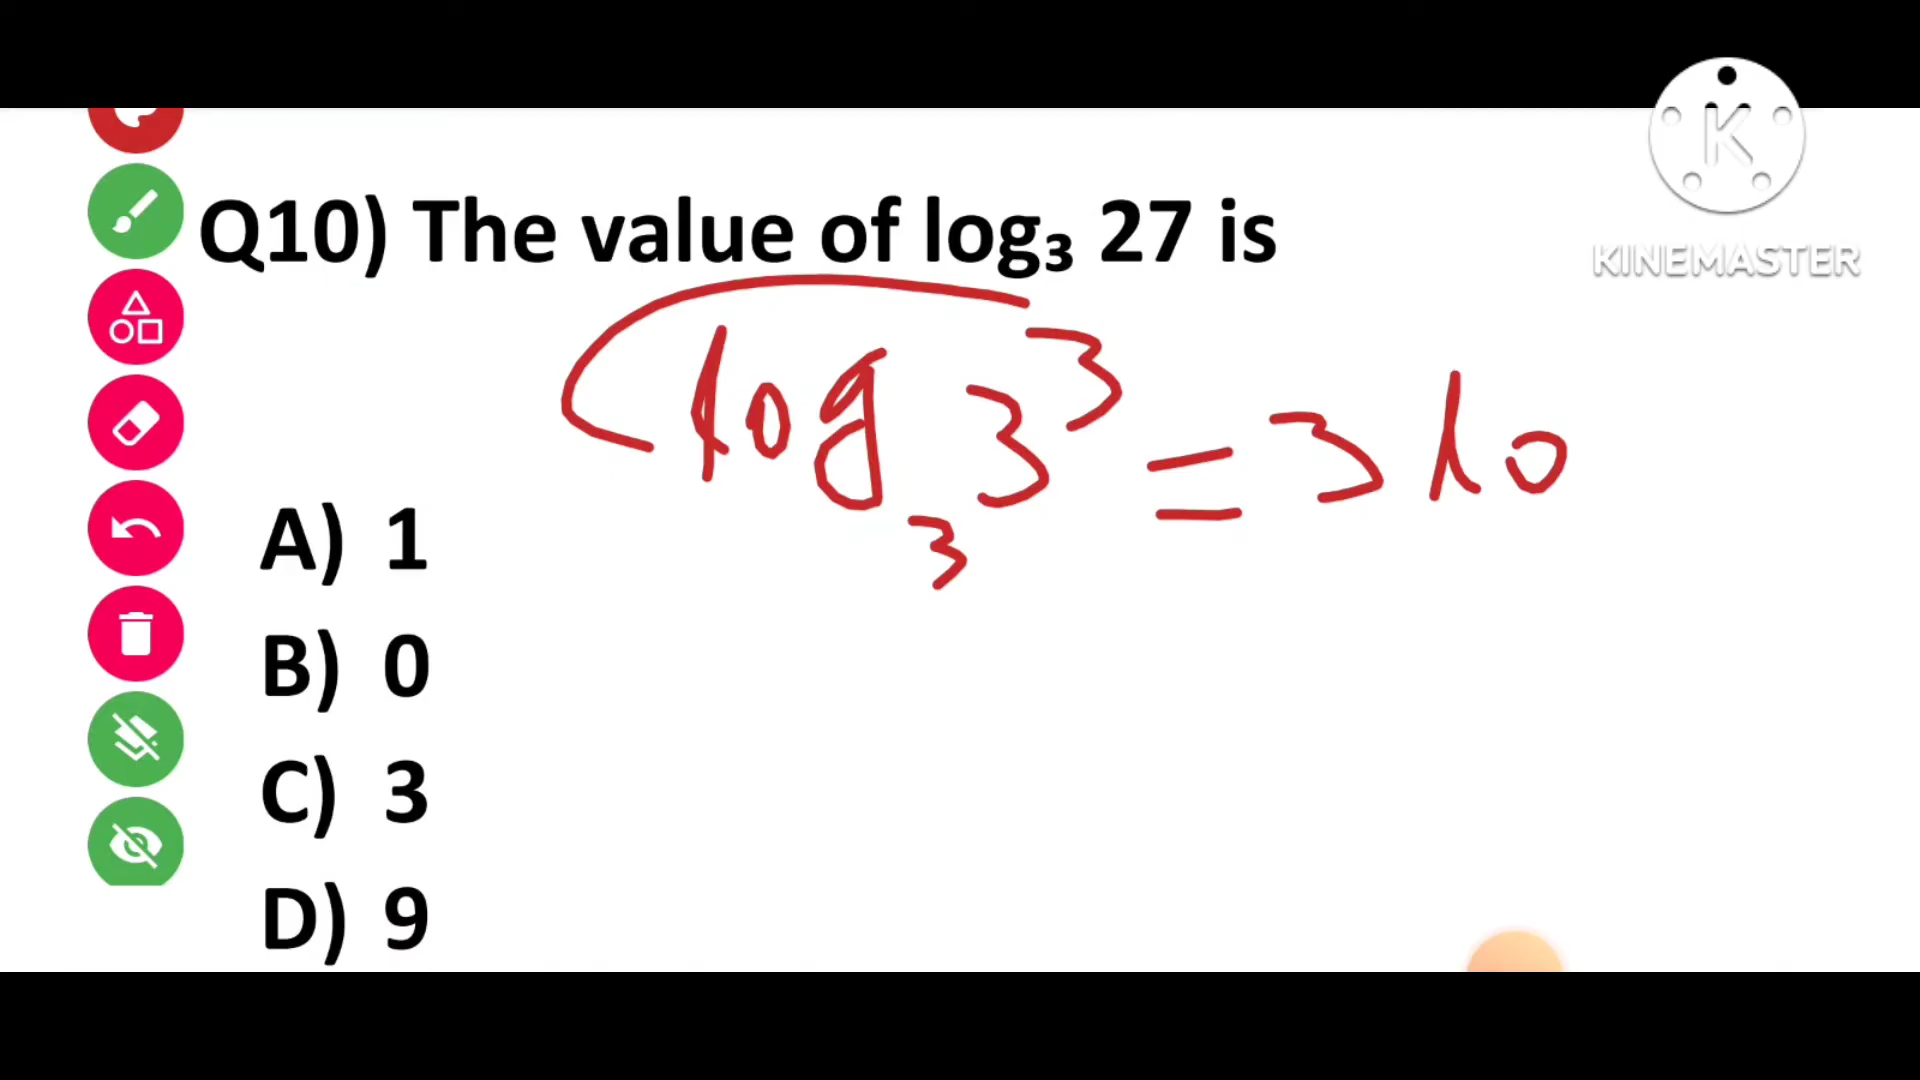 K
KINEMASTER
Q10) The value of log₃ 27 is
log₃ 3³ = 3 lo
A) 1
B) 0
C) 3
D) 9